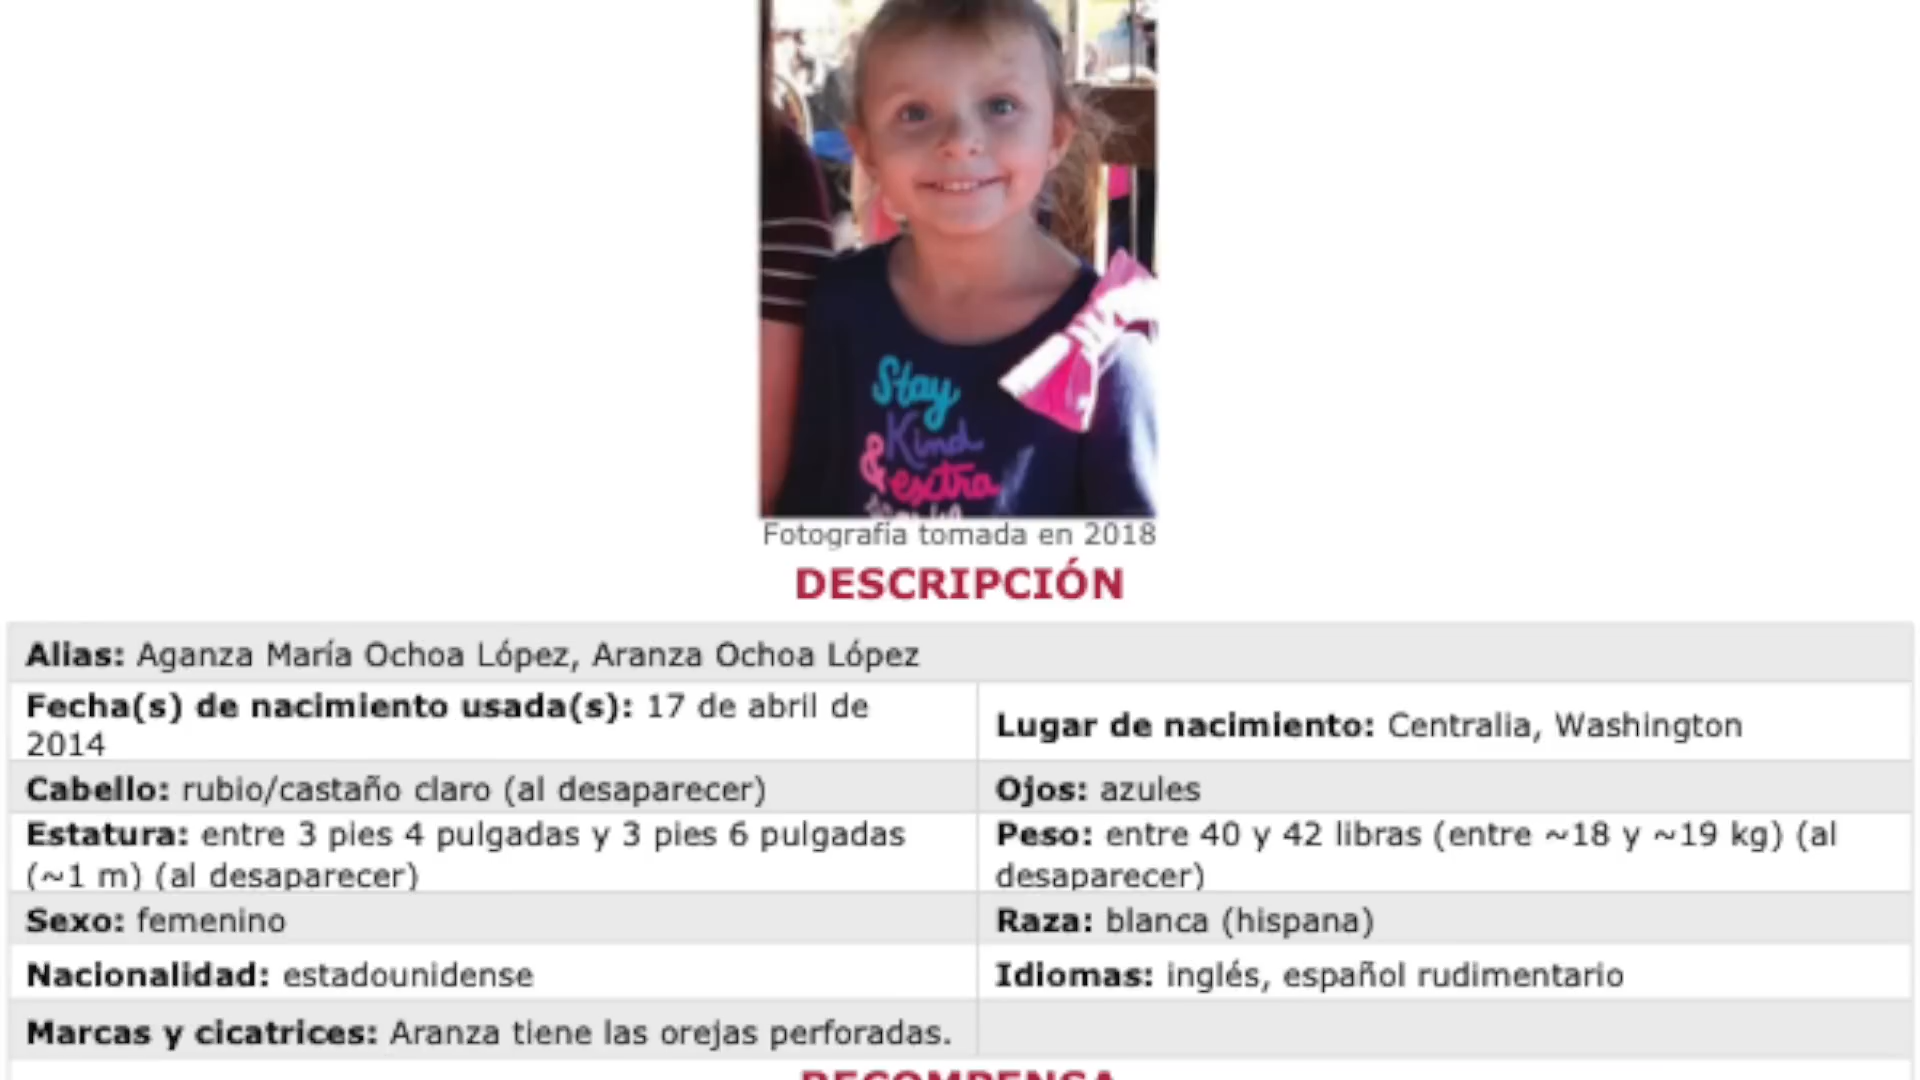 Stay
Kind
& extra
Fotografía tomada en 2018
DESCRIPCIÓN
Alias: Aganza María Ochoa López, Aranza Ochoa López
Fecha(s) de nacimiento usada(s): 17 de abril de
2014
Lugar de nacimiento: Centralia, Washington
Cabello: rubio/castaño claro (al desaparecer)
Ojos: azules
Estatura: entre 3 pies 4 pulgadas y 3 pies 6 pulgadas
(~1 m) (al desaparecer)
Peso: entre 40 y 42 libras (entre ~18 y ~19 kg) (al
desaparecer)
Sexo: femenino
Raza: blanca (hispana)
Nacionalidad: estadounidense
Idiomas: inglés, español rudimentario
Marcas y cicatrices: Aranza tiene las orejas perforadas.
RECOMPENSA